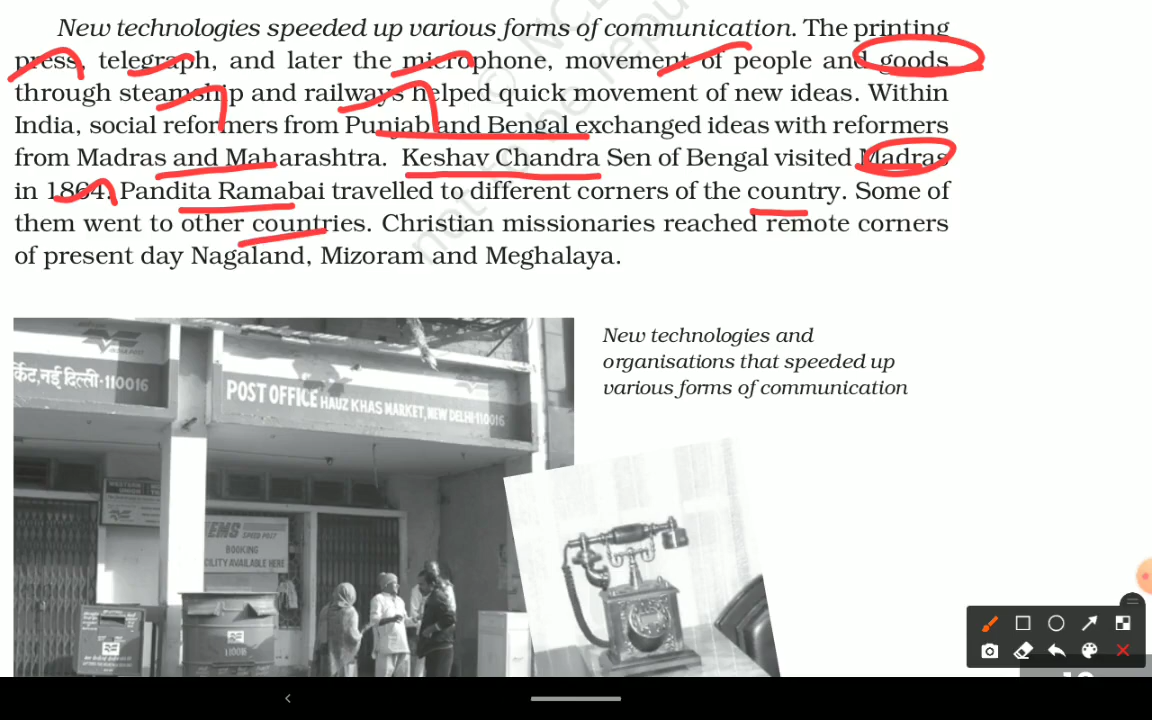 New technologies speeded up various forms of communication. The printing
press, telegraph, and later the microphone, movement of people and goods
through steamship and railways helped quick movement of new ideas. Within
India, social reformers from Punjab and Bengal exchanged ideas with reformers
from Madras and Maharashtra. Keshav Chandra Sen of Bengal visited Madras
in 1864. Pandita Ramabai travelled to different corners of the country. Some of
them went to other countries. Christian missionaries reached remote corners
of present day Nagaland, Mizoram and Meghalaya.
New technologies and
organisations that speeded up
various forms of communication
र्किट,नई दिल्ली-110016
POST OFFICE HAUZ KHAS MARKET, NEW DELHI-110016
WESTERN
UNION
EMS SPEED POST
BOOKING
CILITY AVAILABLE HERE